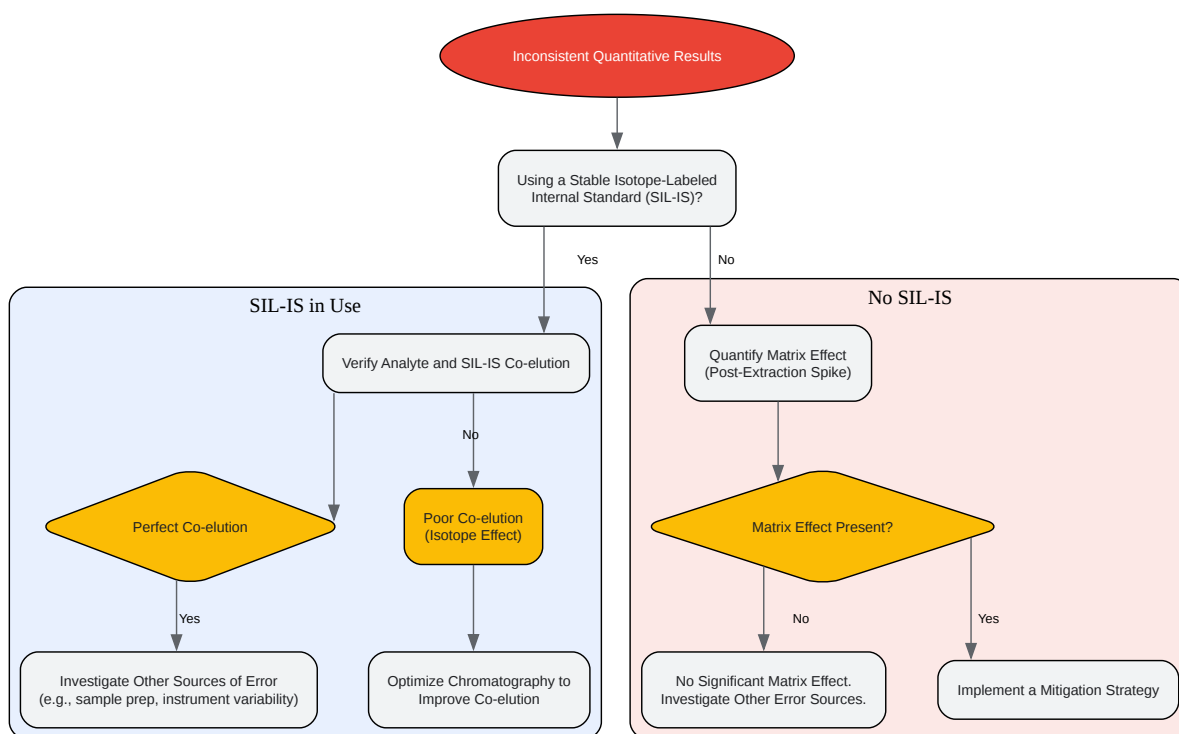 Inconsistent Quantitative Results
Using a Stable Isotope-Labeled
Internal Standard (SIL-IS)?
Yes
No
SIL-IS in Use
Verify Analyte and SIL-IS Co-elution
No
Perfect Co-elution
Poor Co-elution
(Isotope Effect)
Yes
Investigate Other Sources of Error
(e.g., sample prep, instrument variability)
Optimize Chromatography to
Improve Co-elution
No SIL-IS
Quantify Matrix Effect
(Post-Extraction Spike)
Matrix Effect Present?
No
Yes
No Significant Matrix Effect.
Investigate Other Error Sources.
Implement a Mitigation Strategy